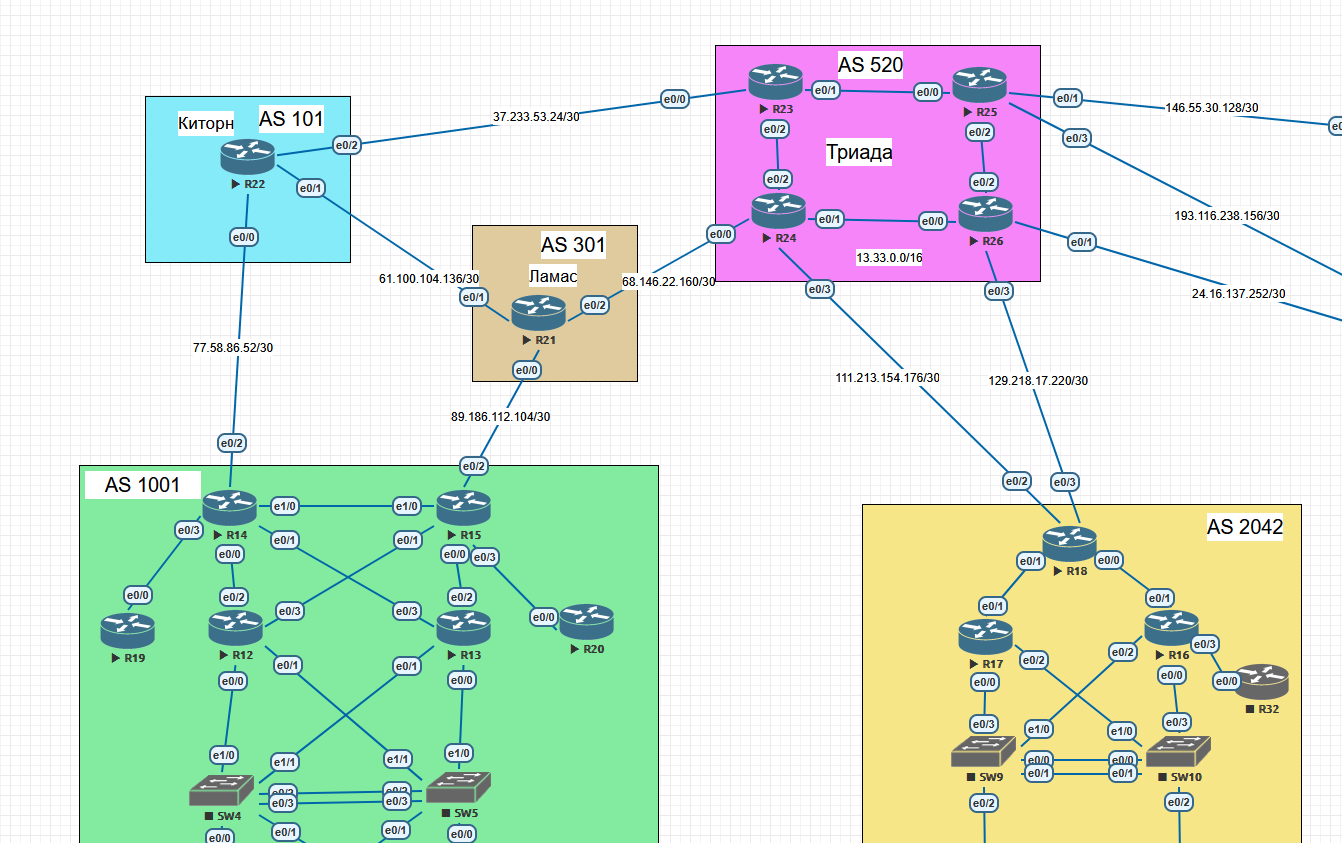 AS 520
e0/0
e0/1
e0/0
e0/1
146.55.30.128/30
R23
R25
37.233.53.24/30
Киторн
AS 101
e0/2
e0/2
e0/2
e0/3
R22
e0/1
Триада
e0/2
e0/2
193.116.238.156/30
e0/0
AS 301
e0/0
e0/1
e0/0
e0/1
R24
R26
13.33.0.0/16
61.100.104.136/30
Ламас
68.146.22.160/30
e0/1
e0/2
e0/3
e0/3
24.16.137.252/30
R21
77.58.86.52/30
e0/0
111.213.154.176/30
129.218.17.220/30
89.186.112.104/30
e0/2
e0/2
AS 1001
e0/2
e0/3
e1/0
e1/0
AS 2042
e0/3
R14
R15
e0/1
e0/1
e0/0
e0/0
e0/3
R18
e0/1
e0/0
e0/0
e0/2
e0/2
e0/1
e0/1
e0/3
e0/3
e0/0
R19
R12
R13
R20
R17
R16
e0/1
e0/1
e0/2
e0/2
e0/3
e0/0
e0/0
e0/0
e0/0
e0/0
R32
e0/3
e0/3
e1/0
e1/0
e1/0
e1/0
e1/1
e1/1
e0/0
e0/0
e0/1
e0/1
SW9
SW10
e0/3
e0/3
e0/2
e0/2
SW4
SW5
e0/1
e0/1
e0/0
e0/0